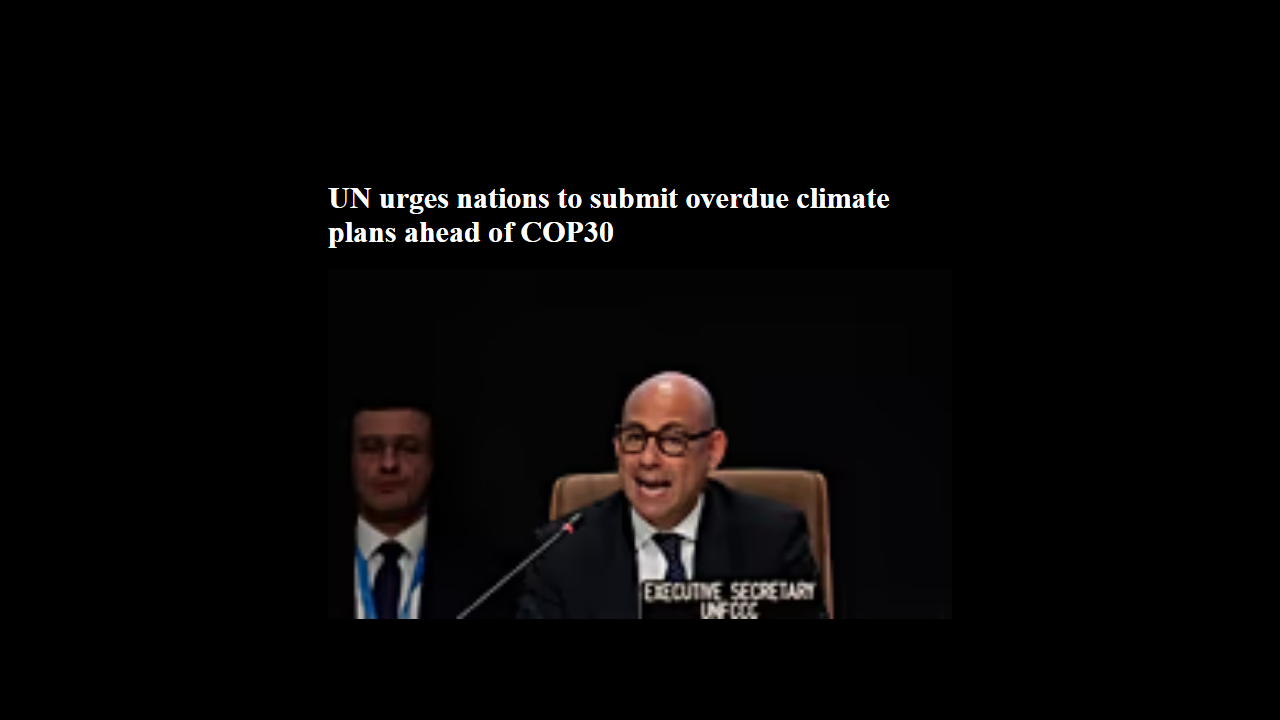 UN urges nations to submit overdue climate
plans ahead of COP30
EXECUTIVE SECRETARY
UNFCCC